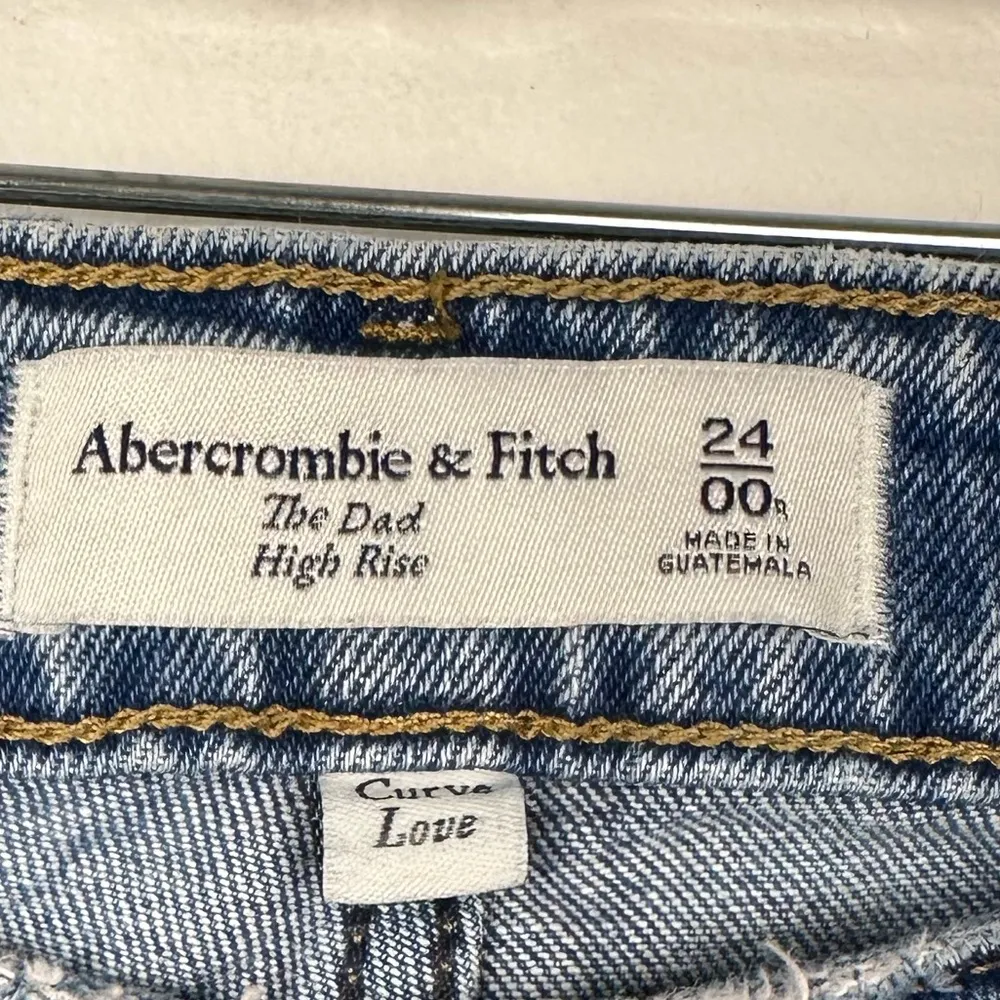 Abercrombie & Fitch
The Dad
High Rise
24
00R
MADE IN
GUATEMALA
Curve
Love